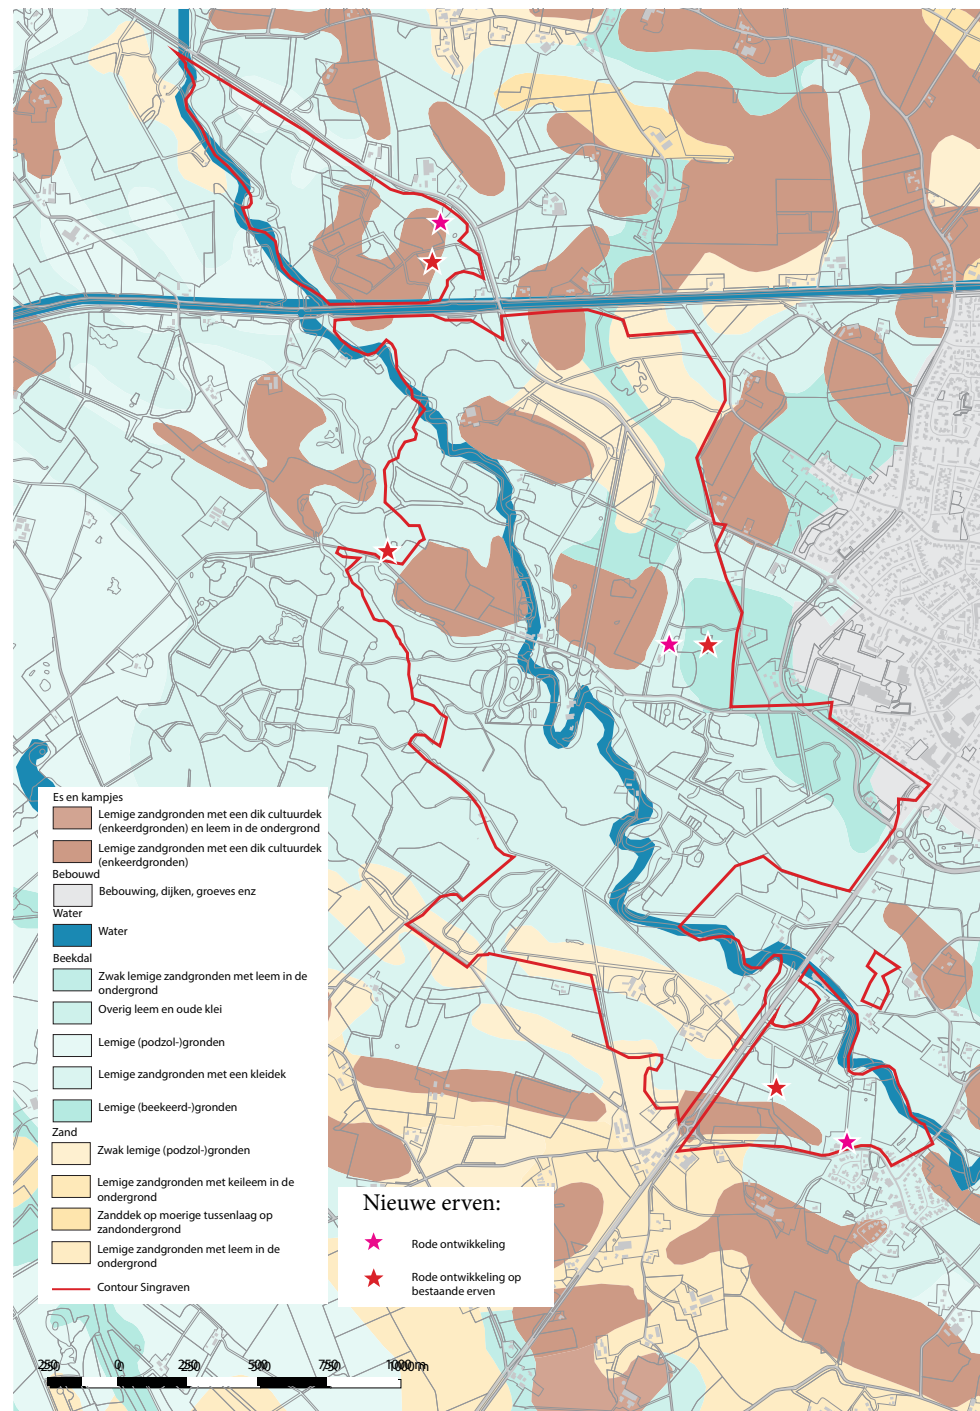 Es en kampjes
Lemige zandgronden met een dik cultuurdek
(enkeerdgronden) en leem in de ondergrond
Lemige zandgronden met een dik cultuurdek
(enkeerdgronden)
Bebouwd
Bebouwing, dijken, groeves enz
Water
Water
Beekdal
Zwak lemige zandgronden met leem in de
ondergrond
Overig leem en oude klei
Lemige (podzol-)gronden
Lemige zandgronden met een kleidek
Lemige (beekeerd-)gronden
Zand
Zwak lemige (podzol-)gronden
Lemige zandgronden met keileem in de
ondergrond
Zanddek op moerige tussenlaag op
zandondergrond
Lemige zandgronden met leem in de
ondergrond
Contour Singraven
Nieuwe erven:
Rode ontwikkeling
Rode ontwikkeling op
bestaande erven
250 0 250 500 750 1000 m